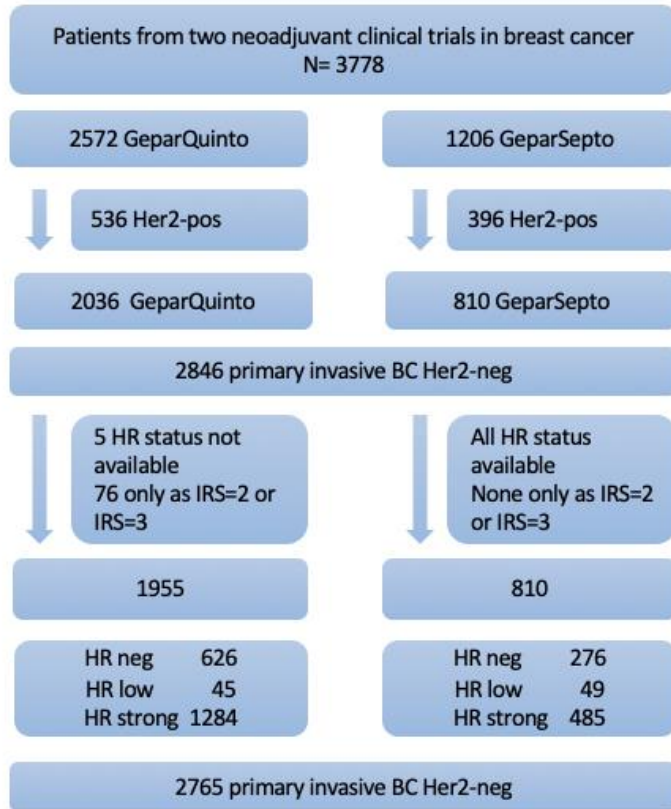 Patients from two neoadjuvant clinical trials in breast cancer
N= 3778
2572 GeparQuinto
1206 GeparSepto
536 Her2-pos
396 Her2-pos
2036 GeparQuinto
810 GeparSepto
2846 primary invasive BC Her2-neg
5 HR status not
available
76 only as IRS=2 or
IRS=3
All HR status
available
None only as IRS=2
or IRS=3
1955
810
HR neg 626
HR low 45
HR strong 1284
HR neg 276
HR low 49
HR strong 485
2765 primary invasive BC Her2-neg